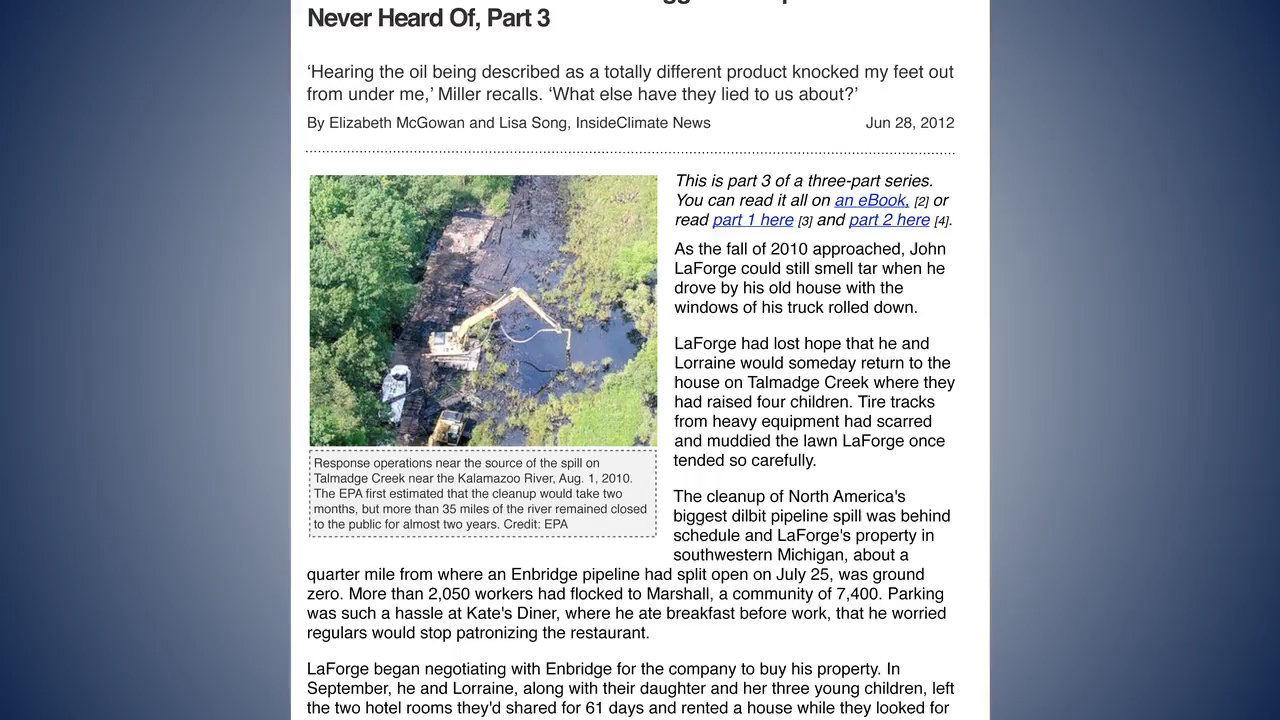 Never Heard Of, Part 3
‘Hearing the oil being described as a totally different product knocked my feet out
from under me,’ Miller recalls. ‘What else have they lied to us about?’
By Elizabeth McGowan and Lisa Song, InsideClimate News
Jun 28, 2012
This is part 3 of a three-part series.
You can read it all on an eBook, [2] or
read part 1 here [3] and part 2 here [4].
As the fall of 2010 approached, John
LaForge could still smell tar when he
drove by his old house with the
windows of his truck rolled down.
LaForge had lost hope that he and
Lorraine would someday return to the
house on Talmadge Creek where they
had raised four children. Tire tracks
from heavy equipment had scarred
and muddied the lawn LaForge once
tended so carefully.
Response operations near the source of the spill on
Talmadge Creek near the Kalamazoo River, Aug. 1, 2010.
The EPA first estimated that the cleanup would take two
months, but more than 35 miles of the river remained closed
to the public for almost two years. Credit: EPA
The cleanup of North America's
biggest dilbit pipeline spill was behind
schedule and LaForge's property in
southwestern Michigan, about a
quarter mile from where an Enbridge pipeline had split open on July 25, was ground
zero. More than 2,050 workers had flocked to Marshall, a community of 7,400. Parking
was such a hassle at Kate's Diner, where he ate breakfast before work, that he worried
regulars would stop patronizing the restaurant.
LaForge began negotiating with Enbridge for the company to buy his property. In
September, he and Lorraine, along with their daughter and her three young children, left
the two hotel rooms they'd shared for 61 days and rented a house while they looked for